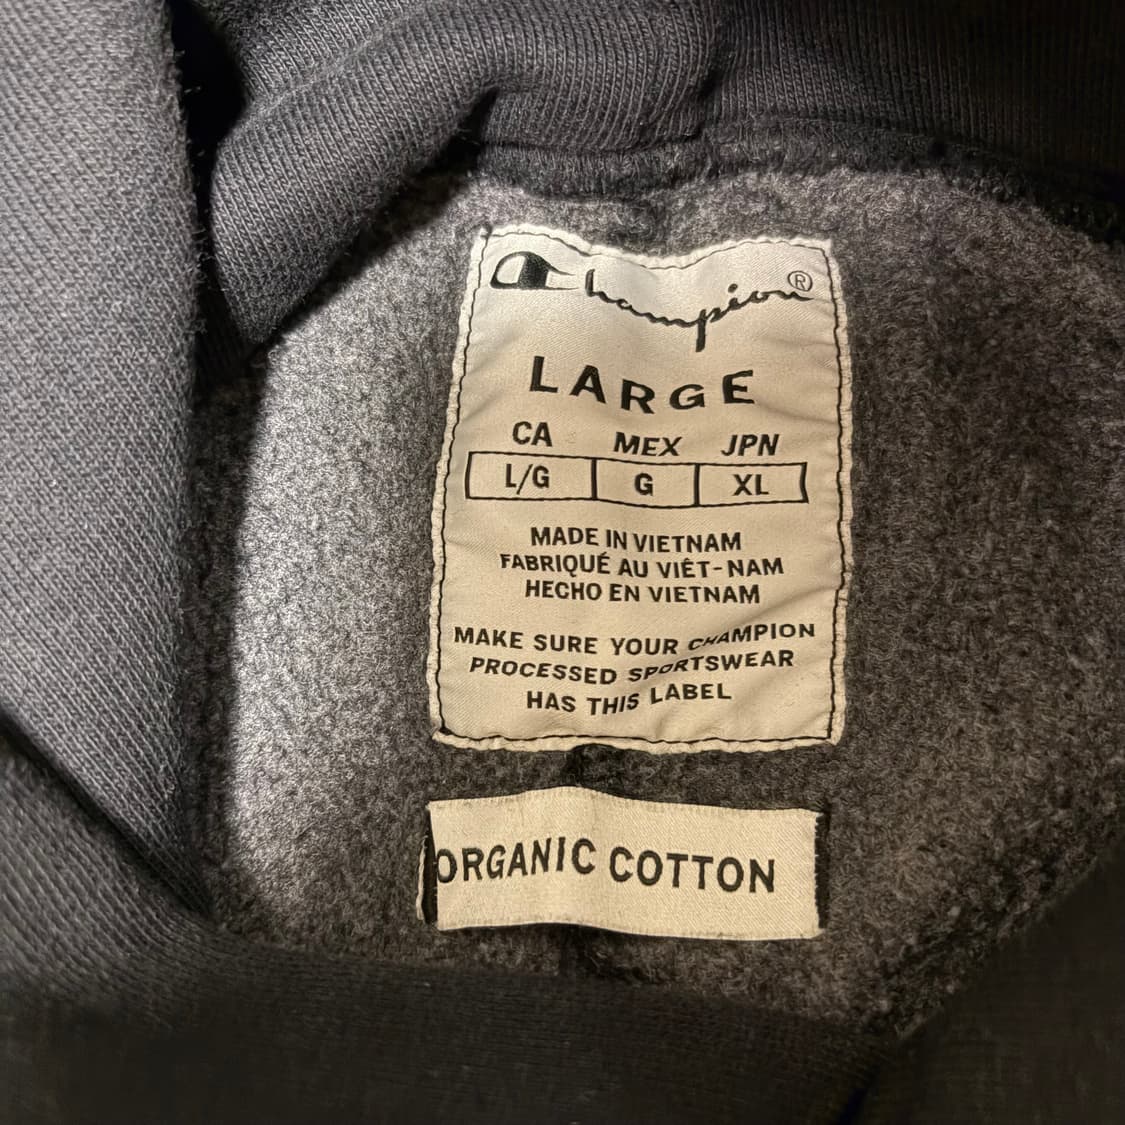 Champion®
LARGE
CA MEX JPN
L/G G XL
MADE IN VIETNAM
FABRIQUÉ AU VIÊT-NAM
HECHO EN VIETNAM
MAKE SURE YOUR CHAMPION
PROCESSED SPORTSWEAR
HAS THIS LABEL
ORGANIC COTTON